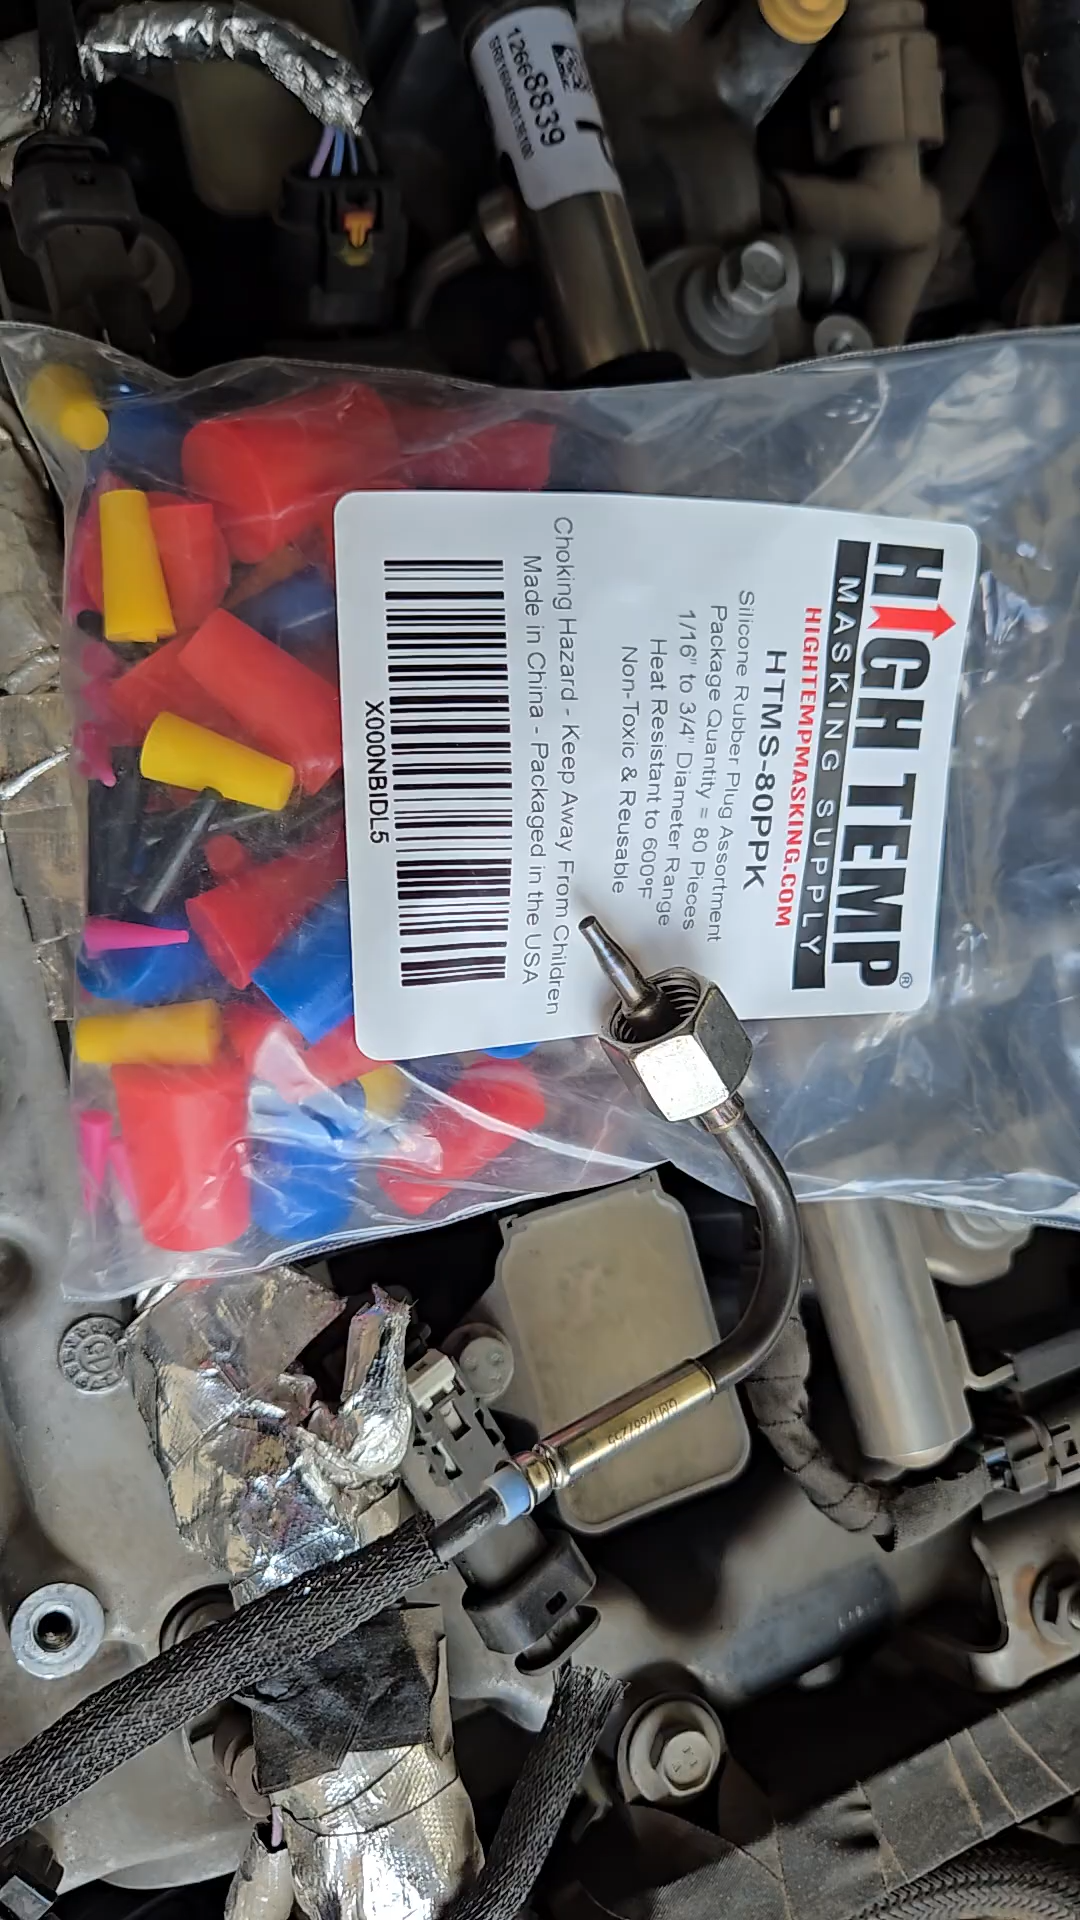 12668839
HIGH TEMP®
MASKING SUPPLY
HIGHTEMPMASKING.COM
HTMS-80PPK
Silicone Rubber Plug Assortment
Package Quantity = 80 Pieces
1/16" to 3/4" Diameter Range
Heat Resistant to 600ºF
Non-Toxic & Reusable
Choking Hazard - Keep Away From Children
Made in China - Packaged in the USA
X000NBIDL5